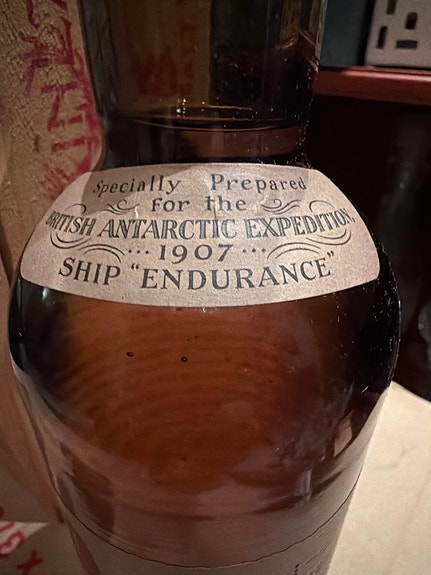 Specially Prepared
for the
BRITISH ANTARCTIC EXPEDITION,
··· 1907 ···
SHIP "ENDURANCE"